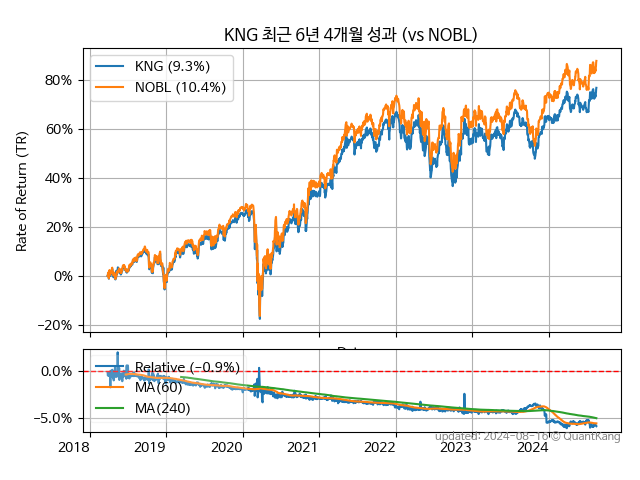 KNG 최근 6년 4개월 성과 (vs NOBL)
KNG (9.3%)
NOBL (10.4%)
Rate of Return (TR)
80%
60%
40%
20%
0%
−20%
Relative (−0.9%)
MA(60)
MA(240)
0.0%
−5.0%
2018 2019 2020 2021 2022 2023 2024
updated: 2024-08-16 © QuantKang